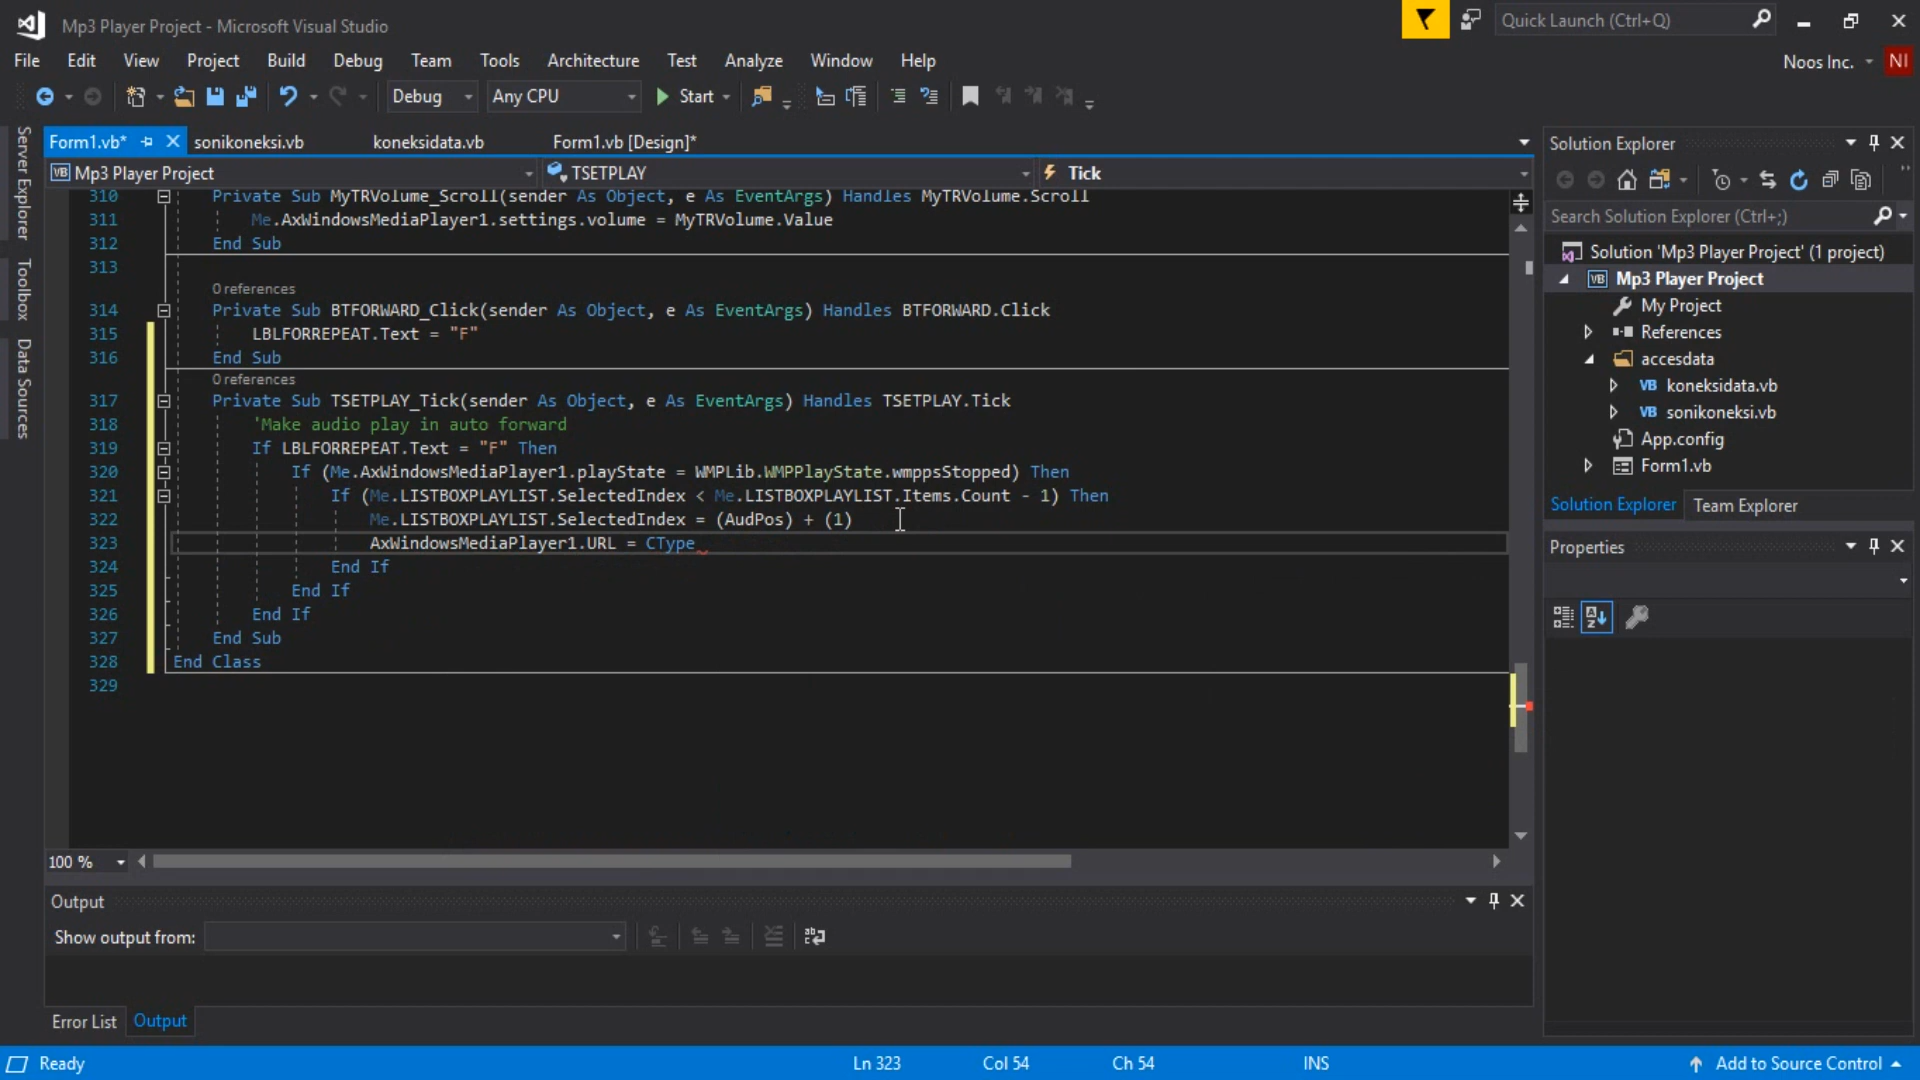 Mp3 Player Project - Microsoft Visual Studio
Quick Launch (Ctrl+Q)
File Edit View Project Build Debug Team Tools Architecture Test Analyze Window Help
Noos Inc. NI
Debug Any CPU Start
Server Explorer
Toolbox
Data Sources
Form1.vb* sonikoneksi.vb koneksidata.vb Form1.vb [Design]*
VB Mp3 Player Project TSETPLAY Tick
310 Private Sub MyTRVolume_Scroll(sender As Object, e As EventArgs) Handles MyTRVolume.Scroll
311 Me.AxWindowsMediaPlayer1.settings.volume = MyTRVolume.Value
312 End Sub
313
0 references
314 Private Sub BTFORWARD_Click(sender As Object, e As EventArgs) Handles BTFORWARD.Click
315 LBLFORREPEAT.Text = "F"
316 End Sub
0 references
317 Private Sub TSETPLAY_Tick(sender As Object, e As EventArgs) Handles TSETPLAY.Tick
318 'Make audio play in auto forward
319 If LBLFORREPEAT.Text = "F" Then
320 If (Me.AxWindowsMediaPlayer1.playState = WMPLib.WMPPlayState.wmppsStopped) Then
321 If (Me.LISTBOXPLAYLIST.SelectedIndex < Me.LISTBOXPLAYLIST.Items.Count - 1) Then
322 Me.LISTBOXPLAYLIST.SelectedIndex = (AudPos) + (1)
323 AxWindowsMediaPlayer1.URL = CType
324 End If
325 End If
326 End If
327 End Sub
328 End Class
329
100 %
Output
Show output from:
Error List Output
Solution Explorer
Search Solution Explorer (Ctrl+;)
Solution 'Mp3 Player Project' (1 project)
VB Mp3 Player Project
My Project
References
accesdata
VB koneksidata.vb
VB sonikoneksi.vb
App.config
Form1.vb
Solution Explorer Team Explorer
Properties
Ready Ln 323 Col 54 Ch 54 INS Add to Source Control